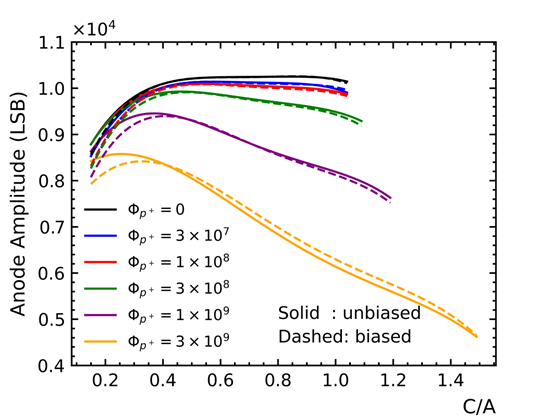 ×10⁴
1.1
1.0
0.9
0.8
0.7
0.6
0.5
0.4
Anode Amplitude (LSB)
Φₚ⁺ = 0
Φₚ⁺ = 3 × 10⁷
Φₚ⁺ = 1 × 10⁸
Φₚ⁺ = 3 × 10⁸
Φₚ⁺ = 1 × 10⁹
Φₚ⁺ = 3 × 10⁹
Solid : unbiased
Dashed: biased
0.2 0.4 0.6 0.8 1.0 1.2 1.4
C/A